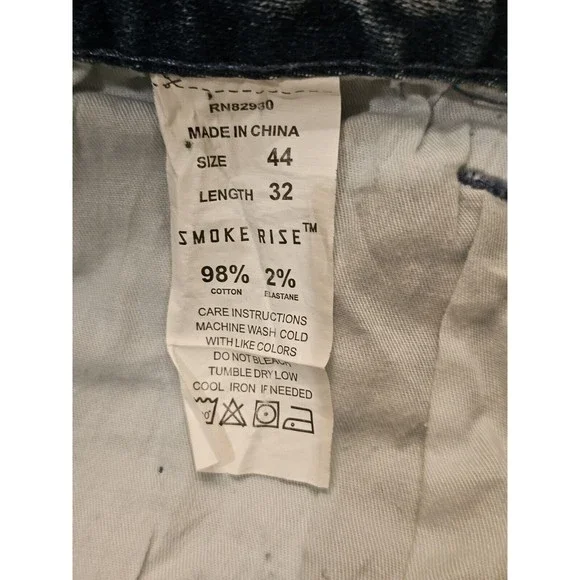 RN82930
MADE IN CHINA
SIZE 44
LENGTH 32
SMOKE RISE™
98% 2%
COTTON ELASTANE
CARE INSTRUCTIONS
MACHINE WASH COLD
WITH LIKE COLORS
DO NOT BLEACH
TUMBLE DRY LOW
COOL IRON IF NEEDED